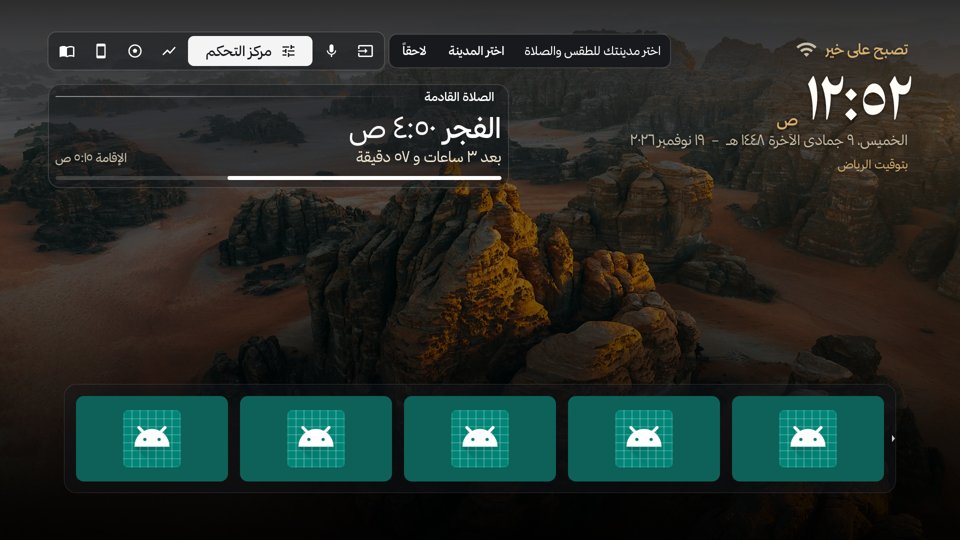 تصبح على خير
١٢:٥٢ ص
الخميس، ٩ جمادى الآخرة ١٤٤٨ هـ – ١٩ نوفمبر ٢٠٢٦
بتوقيت الرياض
اختر مدينتك للطقس والصلاة اختر المدينة لاحقاً
مركز التحكم
الصلاة القادمة
الفجر ٤:٥٠ ص
بعد ٣ ساعات و ٥٧ دقيقة
الإقامة ٥:١٥ ص